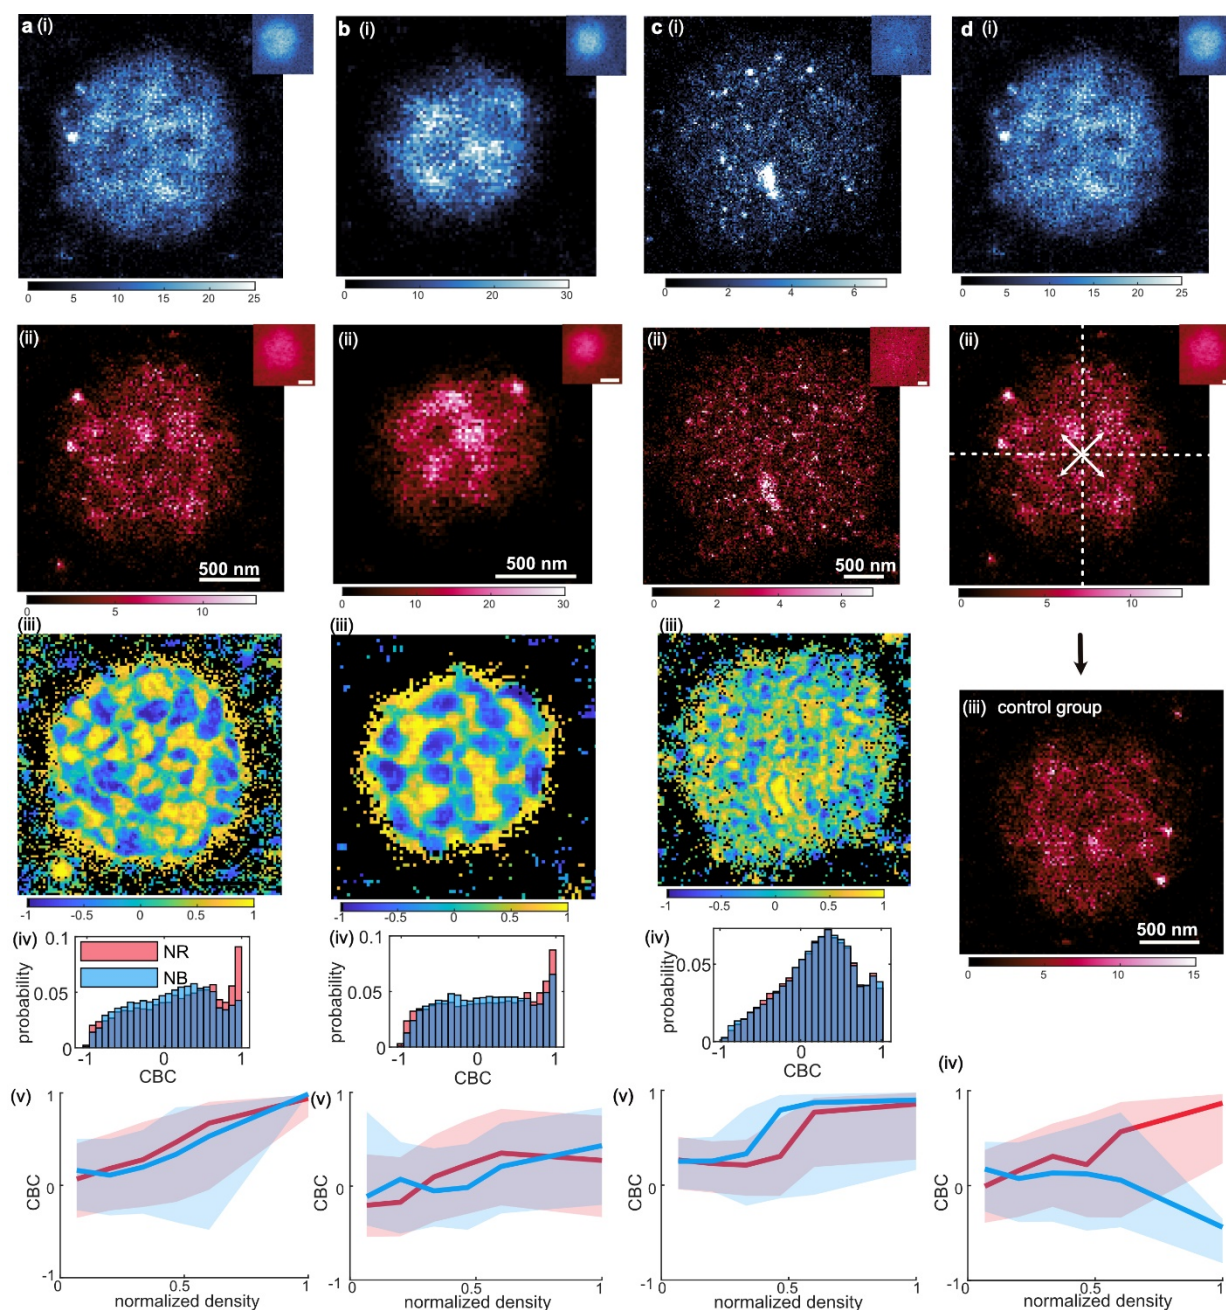 a (i)
b (i)
c (i)
d (i)
0 5 10 15 20 25
0 10 20 30
0 2 4 6
0 5 10 15 20 25
(ii)
(ii)
(ii)
(ii)
500 nm
500 nm
500 nm
0 5 10
0 10 20 30
0 2 4 6
0 5 10
(iii)
(iii)
(iii)
(iii) control group
500 nm
-1 -0.5 0 0.5 1
-1 -0.5 0 0.5 1
-1 -0.5 0 0.5 1
0 5 10 15
(iv)
NR
NB
probability
0.1
0.05
0
-1 0 1
CBC
(iv)
probability
0.1
0.05
0
-1 0 1
CBC
(iv)
probability
0.05
0
-1 0 1
CBC
(v)
CBC
1
0
-1
0 0.5 1
normalized density
(v)
CBC
1
0
-1
0 0.5 1
normalized density
(v)
CBC
1
0
-1
0 0.5 1
normalized density
(iv)
CBC
1
0
-1
0 0.5 1
normalized density